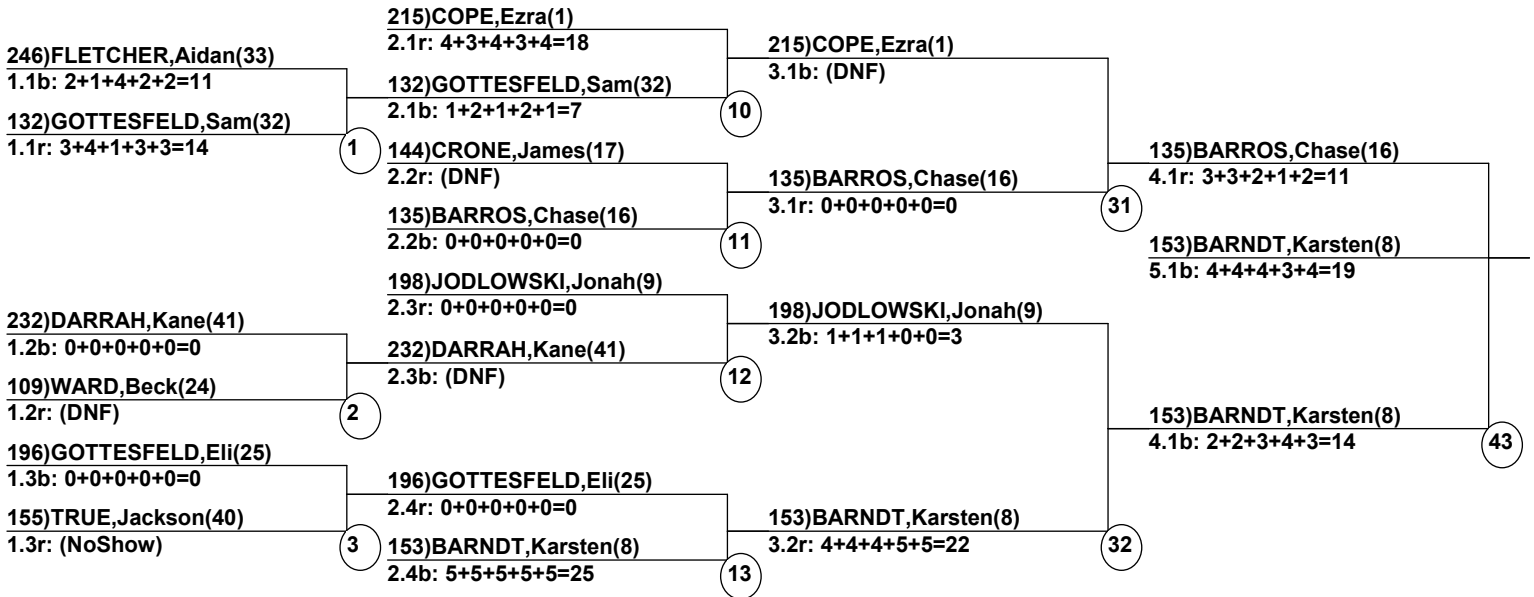 246)FLETCHER,Aidan(33)
1.1b: 2+1+4+2+2=11
132)GOTTESFELD,Sam(32)
1.1r: 3+4+1+3+3=14
1
232)DARRAH,Kane(41)
1.2b: 0+0+0+0+0=0
109)WARD,Beck(24)
1.2r: (DNF)
2
196)GOTTESFELD,Eli(25)
1.3b: 0+0+0+0+0=0
155)TRUE,Jackson(40)
1.3r: (NoShow)
3
215)COPE,Ezra(1)
2.1r: 4+3+4+3+4=18
132)GOTTESFELD,Sam(32)
2.1b: 1+2+1+2+1=7
10
144)CRONE,James(17)
2.2r: (DNF)
135)BARROS,Chase(16)
2.2b: 0+0+0+0+0=0
11
198)JODLOWSKI,Jonah(9)
2.3r: 0+0+0+0+0=0
232)DARRAH,Kane(41)
2.3b: (DNF)
12
196)GOTTESFELD,Eli(25)
2.4r: 0+0+0+0+0=0
153)BARNDT,Karsten(8)
2.4b: 5+5+5+5+5=25
13
215)COPE,Ezra(1)
3.1b: (DNF)
135)BARROS,Chase(16)
3.1r: 0+0+0+0+0=0
31
198)JODLOWSKI,Jonah(9)
3.2b: 1+1+1+0+0=3
153)BARNDT,Karsten(8)
3.2r: 4+4+4+5+5=22
32
135)BARROS,Chase(16)
4.1r: 3+3+2+1+2=11
153)BARNDT,Karsten(8)
5.1b: 4+4+4+3+4=19
153)BARNDT,Karsten(8)
4.1b: 2+2+3+4+3=14
43